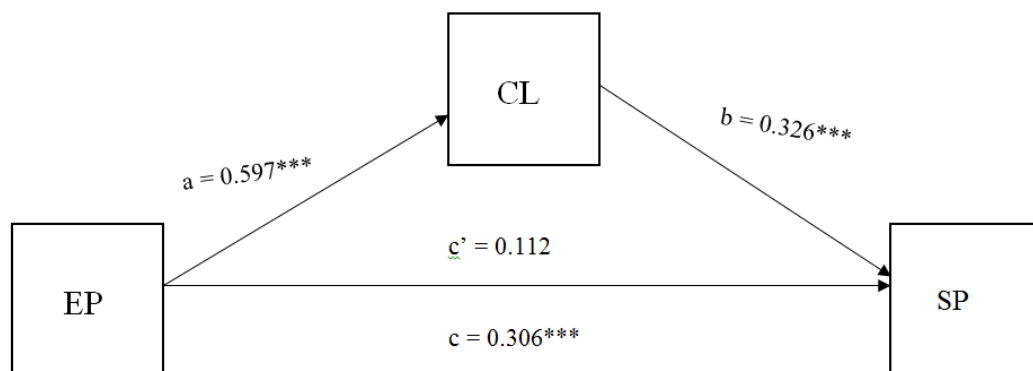 CL
a = 0.597***
b = 0.326***
EP
c’ = 0.112
c = 0.306***
SP